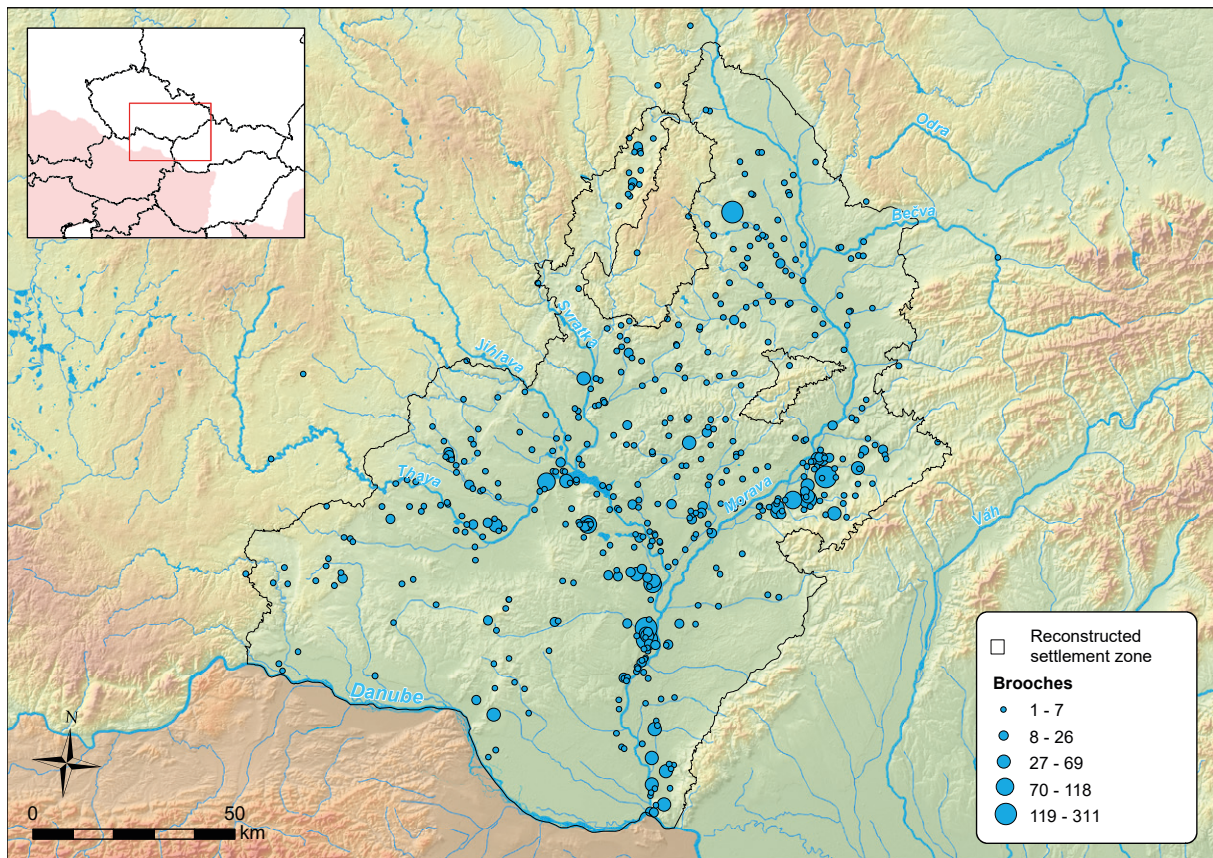 Odra
Bečva
Svratka
Jihlava
Thaya
Morava
Váh
Danube
N
0 50
km
Reconstructed
settlement zone
Brooches
1 - 7
8 - 26
27 - 69
70 - 118
119 - 311